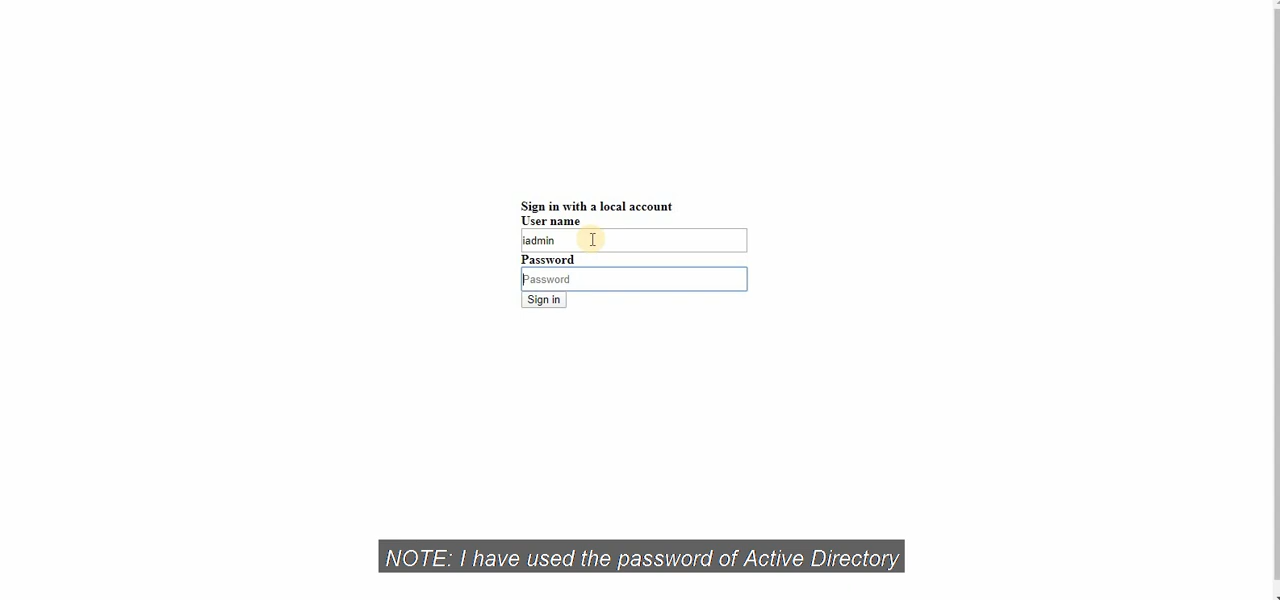 Sign in with a local account
User name
iadmin
Password
Password
Sign in
NOTE: I have used the password of Active Directory